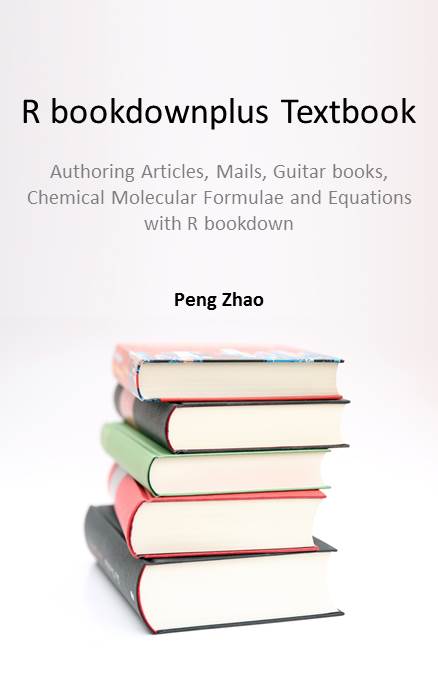 R bookdownplus Textbook
Authoring Articles, Mails, Guitar books,
Chemical Molecular Formulae and Equations
with R bookdown
Peng Zhao